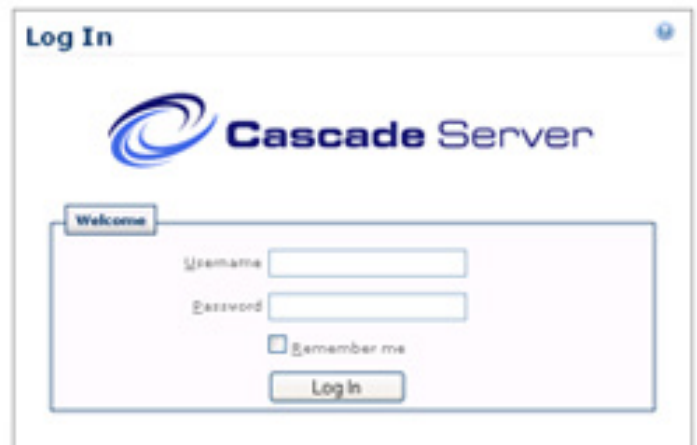 Log In
Cascade Server
Welcome
Username
Password
Remember me
Log In